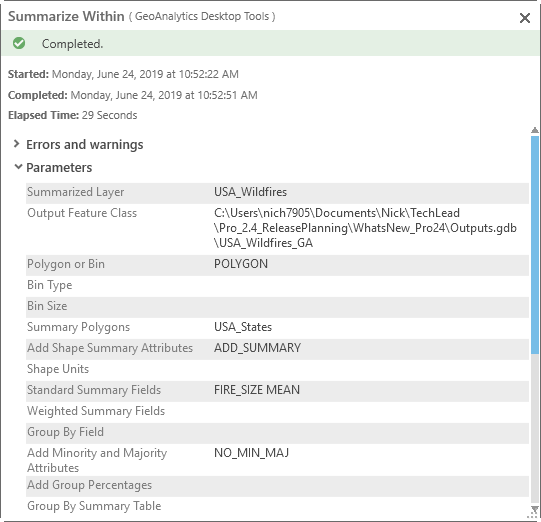 Summarize Within ( GeoAnalytics Desktop Tools )
Completed.
Started: Monday, June 24, 2019 at 10:52:22 AM
Completed: Monday, June 24, 2019 at 10:52:51 AM
Elapsed Time: 29 Seconds
Errors and warnings
Parameters
Summarized Layer USA_Wildfires
Output Feature Class C:\Users\nich7905\Documents\Nick\TechLead
\Pro_2.4_ReleasePlanning\WhatsNew_Pro24\Outputs.gdb
\USA_Wildfires_GA
Polygon or Bin POLYGON
Bin Type
Bin Size
Summary Polygons USA_States
Add Shape Summary Attributes ADD_SUMMARY
Shape Units
Standard Summary Fields FIRE_SIZE MEAN
Weighted Summary Fields
Group By Field
Add Minority and Majority NO_MIN_MAJ
Attributes
Add Group Percentages
Group By Summary Table